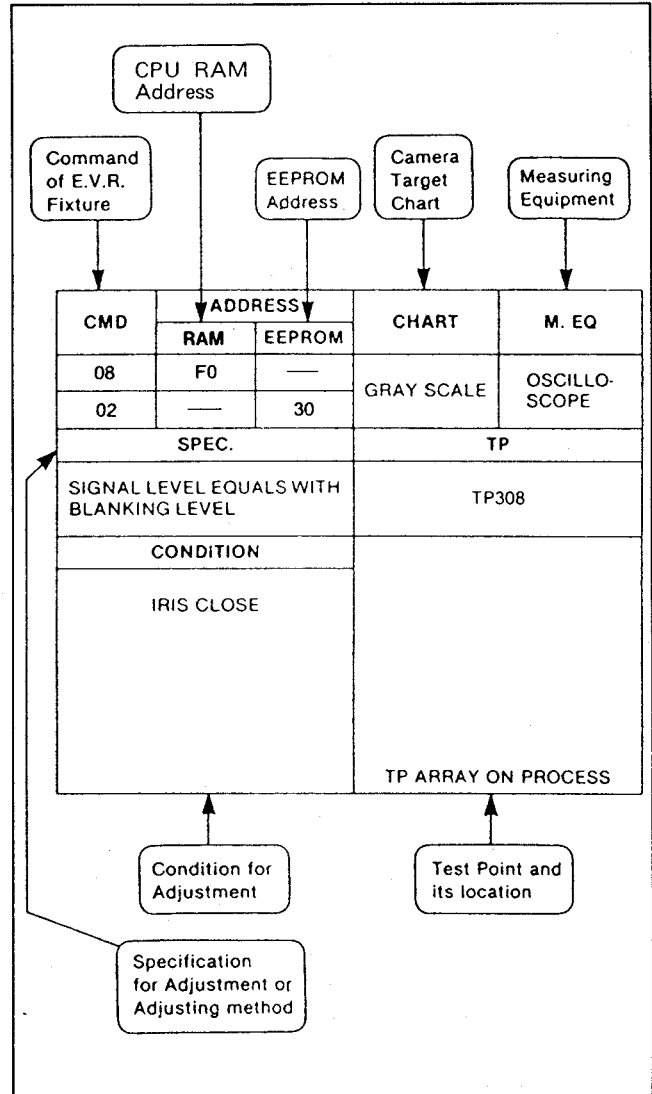 CPU RAM
Address
Command
of E.V.R.
Fixture
EEPROM
Address
Camera
Target
Chart
Measuring
Equipment
CMD
ADDRESS
CHART
M. EQ
RAM
EEPROM
08
F0
—
GRAY SCALE
OSCILLO-
SCOPE
02
—
30
SPEC.
TP
SIGNAL LEVEL EQUALS WITH
BLANKING LEVEL
TP308
CONDITION
IRIS CLOSE
TP ARRAY ON PROCESS
Condition for
Adjustment
Test Point and
its location
Specification
for Adjustment or
Adjusting method